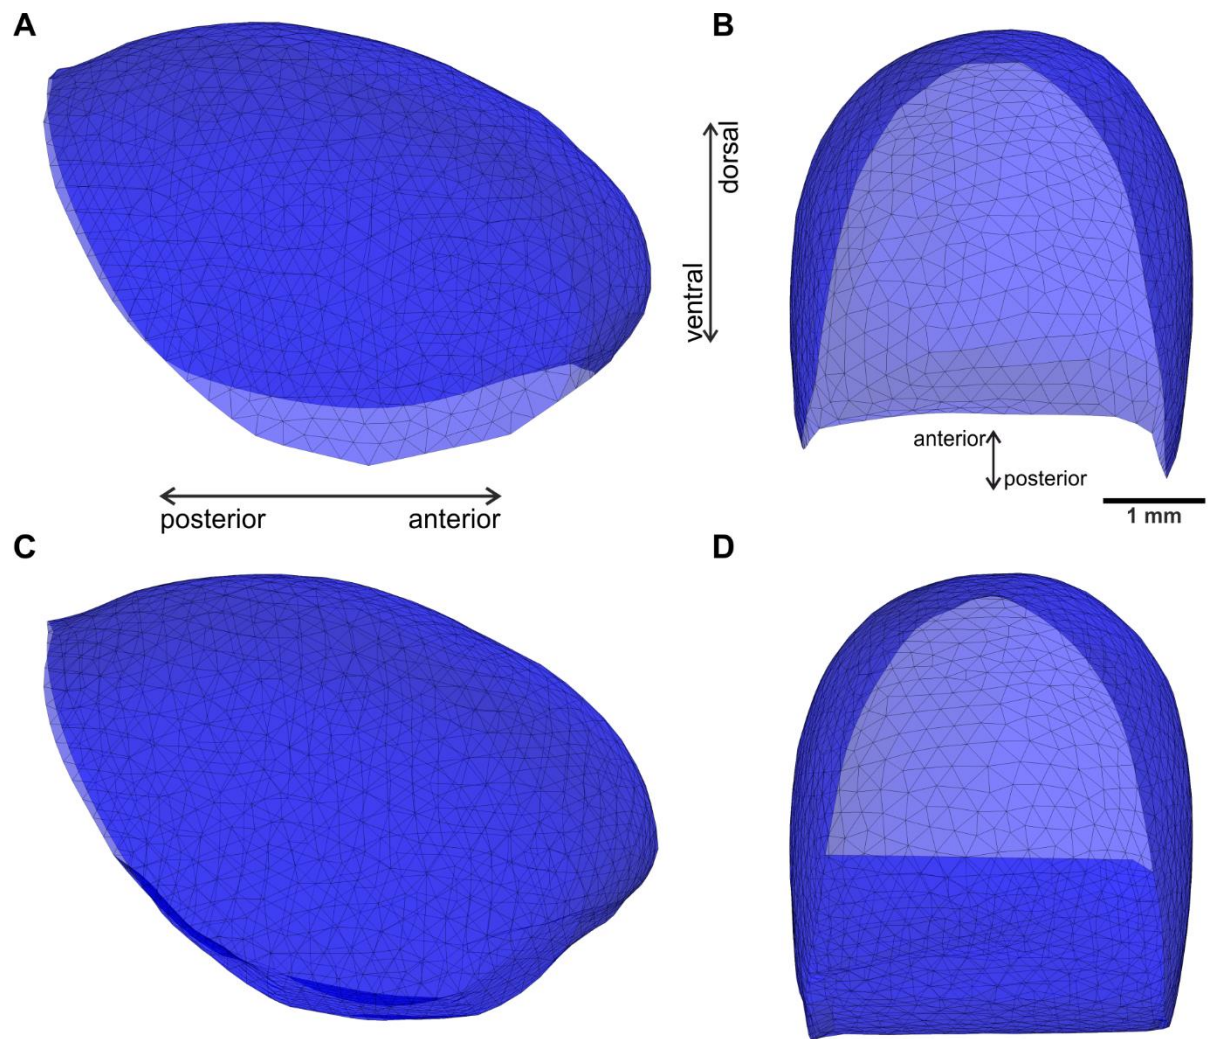 A
B
dorsal
ventral
anterior
posterior
posterior
anterior
1 mm
C
D